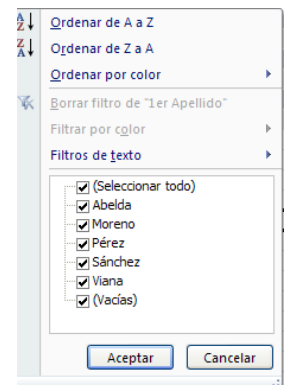 Ordenar de A a Z
Ordenar de Z a A
Ordenar por color
Borrar filtro de "1er Apellido"
Filtrar por color
Filtros de texto
(Seleccionar todo)
Abelda
Moreno
Pérez
Sánchez
Viana
(Vacías)
Aceptar Cancelar